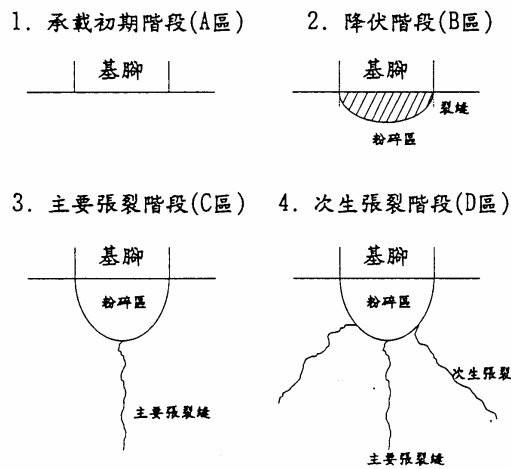 1. 承載初期階段(A區)
基腳
2. 降伏階段(B區)
基腳
裂縫
粉碎區
3. 主要張裂階段(C區)
基腳
粉碎區
主要張裂縫
4. 次生張裂階段(D區)
基腳
粉碎區
次生張裂
主要張裂縫